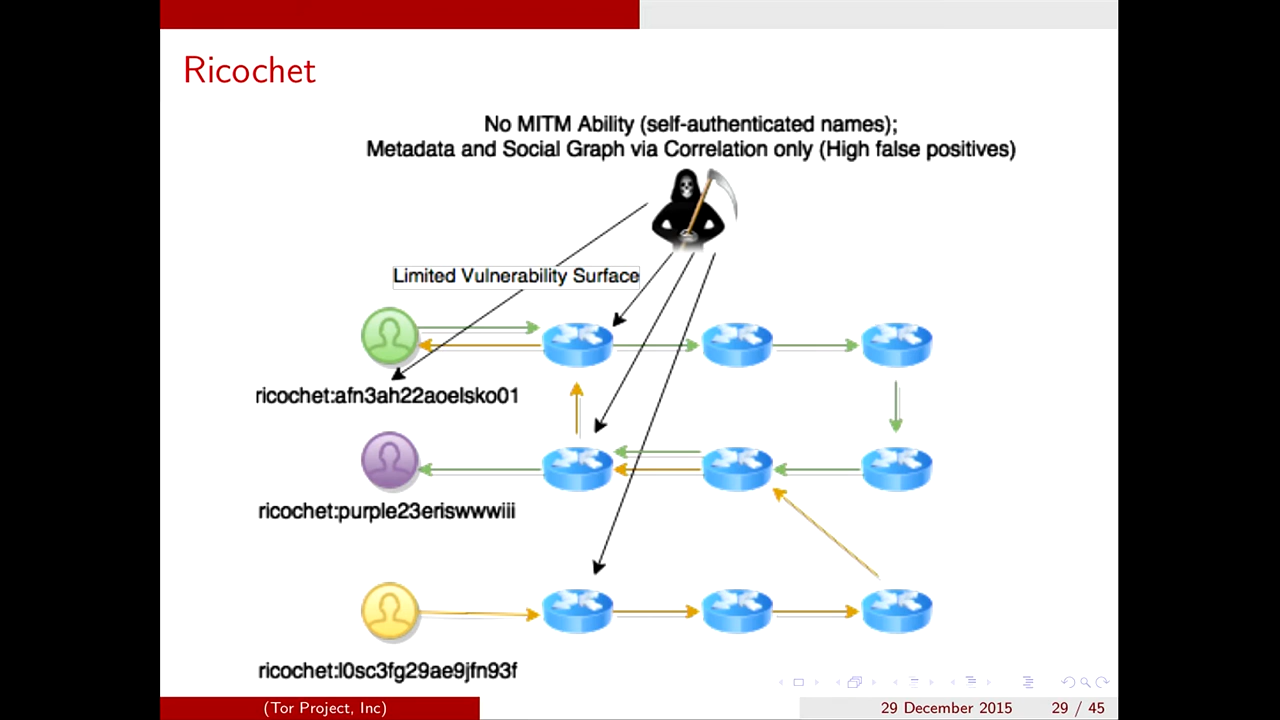 Ricochet
No MITM Ability (self-authenticated names);
Metadata and Social Graph via Correlation only (High false positives)
Limited Vulnerability Surface
ricochet:afn3ah22aoelsko01
ricochet:purple23eriswwwiii
ricochet:l0sc3fg29ae9jfn93f
(Tor Project, Inc)
29 December 2015
29 / 45